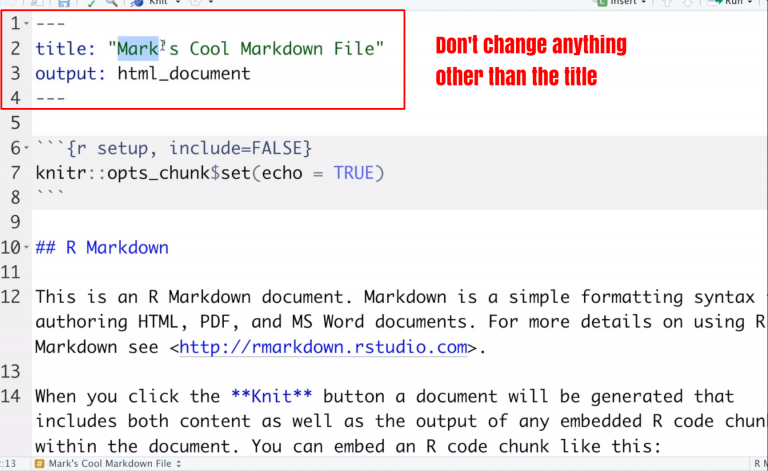 Knit
Insert
Run
1 ---
2 title: "Mark's Cool Markdown File"
3 output: html_document
4 ---
Don't change anything
other than the title
5
6 ```{r setup, include=FALSE}
7 knitr::opts_chunk$set(echo = TRUE)
8 ```
9
10 ## R Markdown
11
12 This is an R Markdown document. Markdown is a simple formatting syntax
authoring HTML, PDF, and MS Word documents. For more details on using R
Markdown see <http://rmarkdown.rstudio.com>.
13
14 When you click the **Knit** button a document will be generated that
includes both content as well as the output of any embedded R code chun
within the document. You can embed an R code chunk like this:
:13 # Mark's Cool Markdown File R M